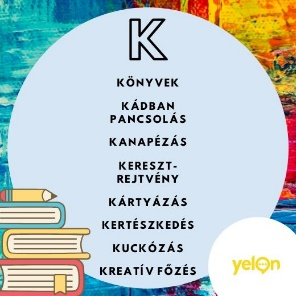 K
KÖNYVEK
KÁDBAN
PANCSOLÁS
KANAPÉZÁS
KERESZT-
REJTVÉNY
KÁRTYÁZÁS
KERTÉSZKEDÉS
KUCKÓZÁS
KREATÍV FŐZÉS
yelon